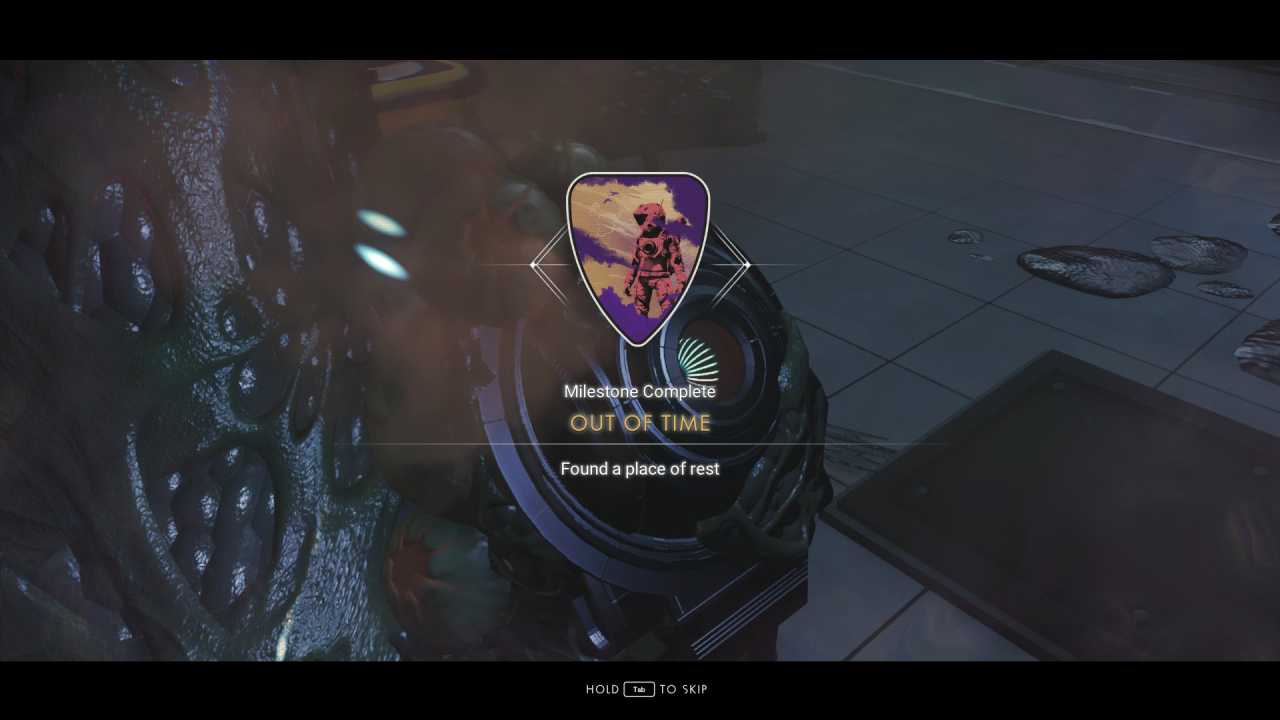 Milestone Complete
OUT OF TIME
Found a place of rest
HOLD Tab TO SKIP